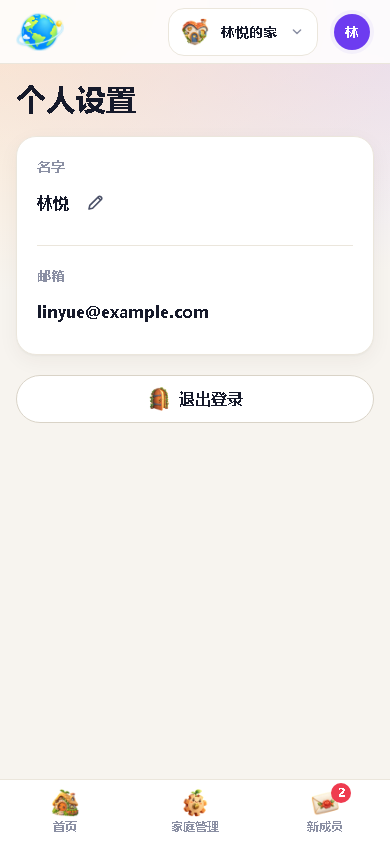 林悦的家
林
个人设置
名字
林悦
邮箱
linyue@example.com
退出登录
首页
家庭管理
2
新成员